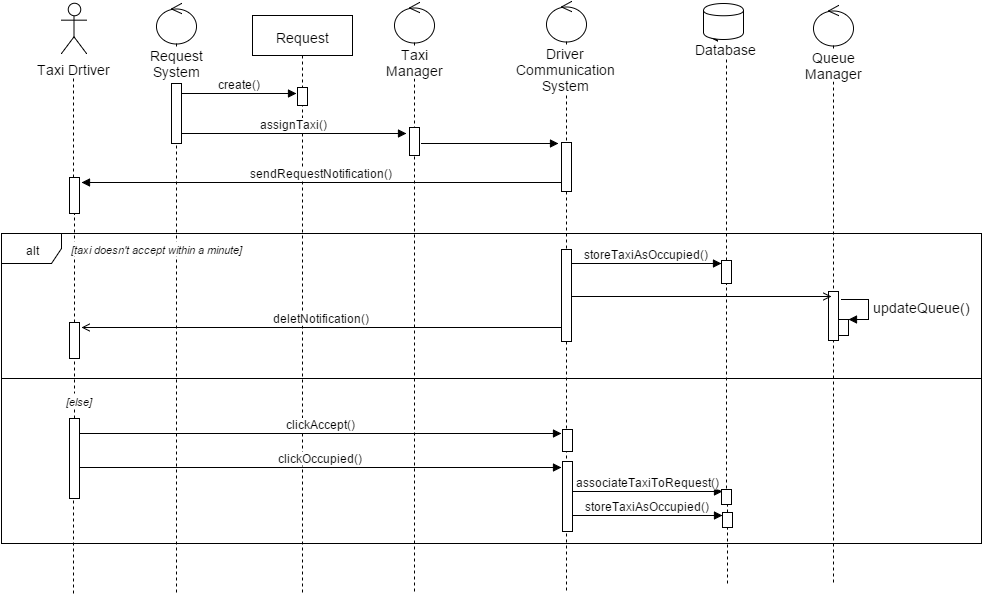 Taxi Drtiver
Request
System
Request
Taxi
Manager
Driver
Communication
System
Database
Queue
Manager
create()
assignTaxi()
sendRequestNotification()
alt
[taxi doesn't accept within a minute]
storeTaxiAsOccupied()
updateQueue()
deletNotification()
[else]
clickAccept()
clickOccupied()
associateTaxiToRequest()
storeTaxiAsOccupied()